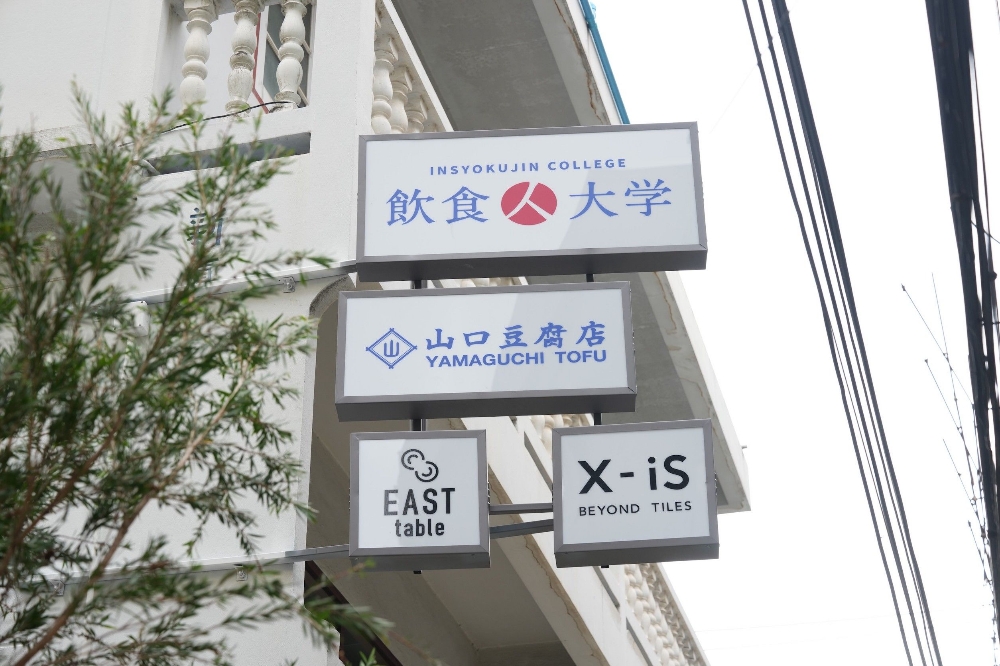 INSYOKUJIN COLLEGE
飲食人大学
山口豆腐店
山
YAMAGUCHI TOFU
EAST
table
X-iS
BEYOND TILES